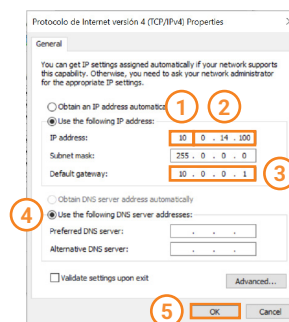 Protocolo de Internet versión 4 (TCP/IPv4) Properties
General
You can get IP settings assigned automatically if your network supports
this capability. Otherwise, you need to ask your network administrator
for the appropriate IP settings.
Obtain an IP address automatica
1 2
Use the following IP address:
IP address: 10 0 . 14 . 100
Subnet mask: 255 . 0 . 0 . 0
Default gateway: 10 . 0 . 0 . 1
3
Obtain DNS server address automatically
4 Use the following DNS server addresses:
Preferred DNS server: . . .
Alternative DNS server: . . .
Validate settings upon exit
Advanced...
5 OK Cancel